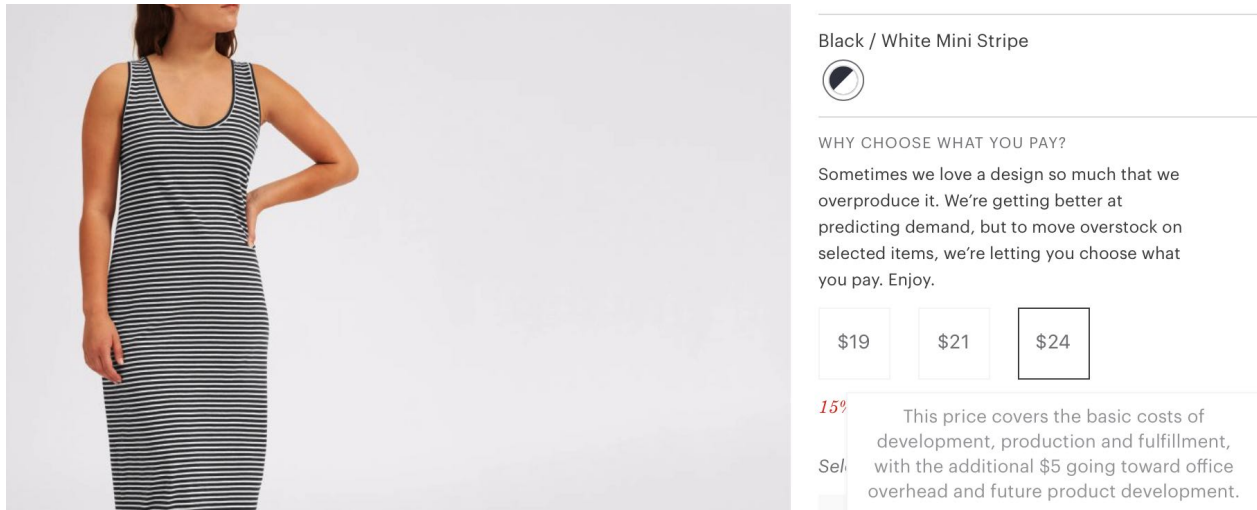 Black / White Mini Stripe
WHY CHOOSE WHAT YOU PAY?
Sometimes we love a design so much that we
overproduce it. We’re getting better at
predicting demand, but to move overstock on
selected items, we’re letting you choose what
you pay. Enjoy.
$19 $21 $24
This price covers the basic costs of
development, production and fulfillment,
with the additional $5 going toward office
overhead and future product development.